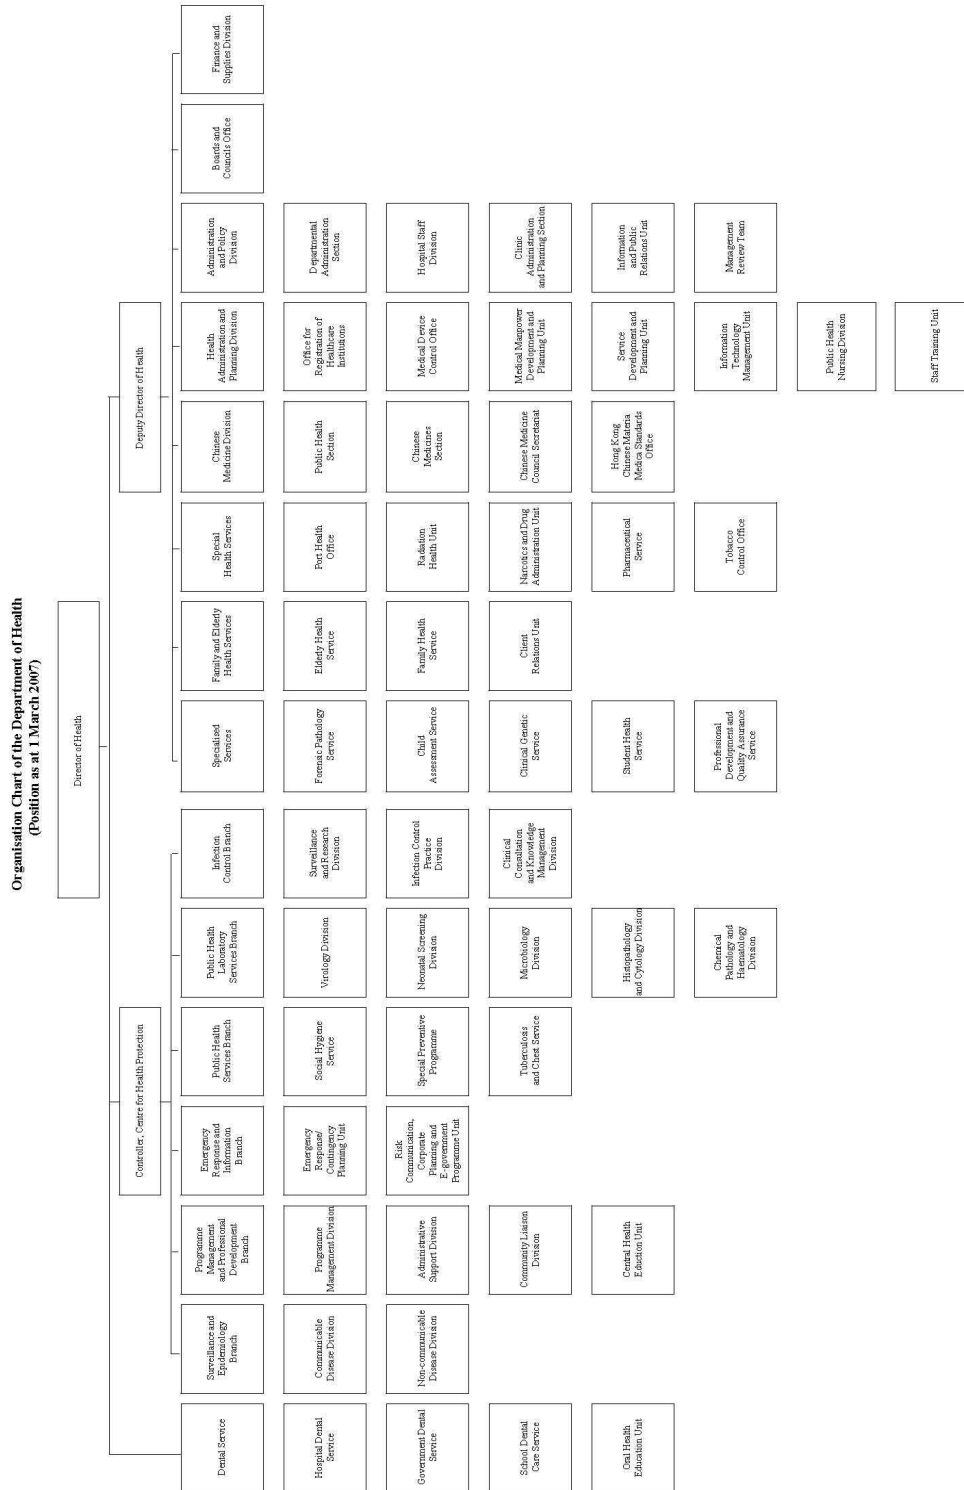 Organisation Chart of the Department of Health
(Position as at 1 March 2007)
Director of Health
Controller, Centre for Health Protection
Deputy Director of Health
Dental Service
Hospital Dental
Service
Government Dental
Service
School Dental
Care Service
Oral Health
Education Unit
Surveillance and
Epidemiology
Branch
Communicable
Disease Division
Non-communicable
Disease Division
Programme
Management
and Professional
Development
Branch
Programme
Management Division
Administrative
Support Division
Community Liaison
Division
Central Health
Eduction Unit
Emergency
Response and
Information
Branch
Emergency
Response/
Contingency
Planning Unit
Risk
Communication,
Corporate
Planning and
E-government
Programme Unit
Public Health
Services Branch
Social Hygiene
Service
Special Preventive
Programme
Tuberculosis
and Chest Service
Public Health
Laboratory
Services Branch
Virology Division
Neonatal Screening
Division
Microbiology
Division
Histopathology
and Cytology Division
Chemical
Pathology and
Haematology
Division
Infection
Control Branch
Surveillance
and Research
Division
Infection Control
Practice
Division
Clinical
Consltation
and Knowledge
Management
Division
Specialised
Services
Forensic Pathology
Service
Child
Assessment Service
Clinical Genetic
Service
Student Health
Service
Professional
Development and
Quality Assurance
Service
Family and Elderly
Health Services
Elderly Health
Service
Family Health
Service
Client
Relations Unit
Special
Health Services
Port Health
Office
Radiation
Health Unit
Narcotics and Drug
Administration Unit
Pharmaceutical
Service
Tobacco
Control Office
Chinese
Medicine Division
Public Health
Section
Chinese
Medicines
Section
Chinese Medicine
Council Secretariat
Hong Kong
Chinese Materia
Medica Standards
Office
Health
Administration and
Planning Division
Office for
Registration of
Healthcare
Institutions
Medical Device
Control Office
Medical Manpower
Development and
Planning Unit
Service
Development and
Planning Unit
Information
Technology
Management Unit
Public Health
Nursing Division
Staff Training Unit
Administration
and Policy
Division
Departmental
Administration
Section
Hospital Staff
Division
Clinic
Administration
and Planning Section
Information
and Public
Relations Unit
Management
Review Team
Boards and
Councils Office
Finance and
Supplies Division